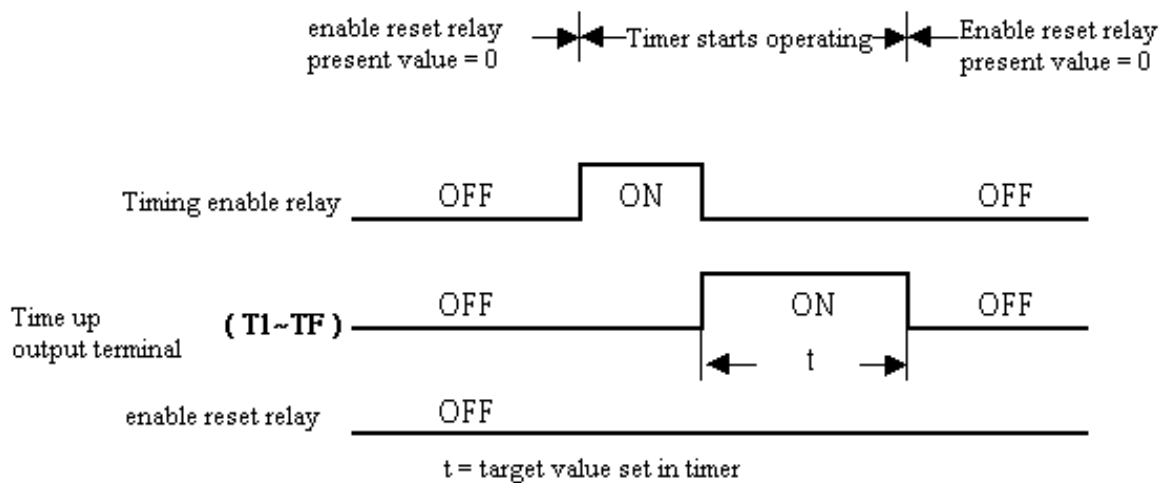 enable reset relay
present value = 0
Timer starts operating
Enable reset relay
present value = 0
Timing enable relay
OFF
ON
OFF
Time up
output terminal
( T1~TF )
OFF
ON
OFF
t
enable reset relay
OFF
t = target value set in timer